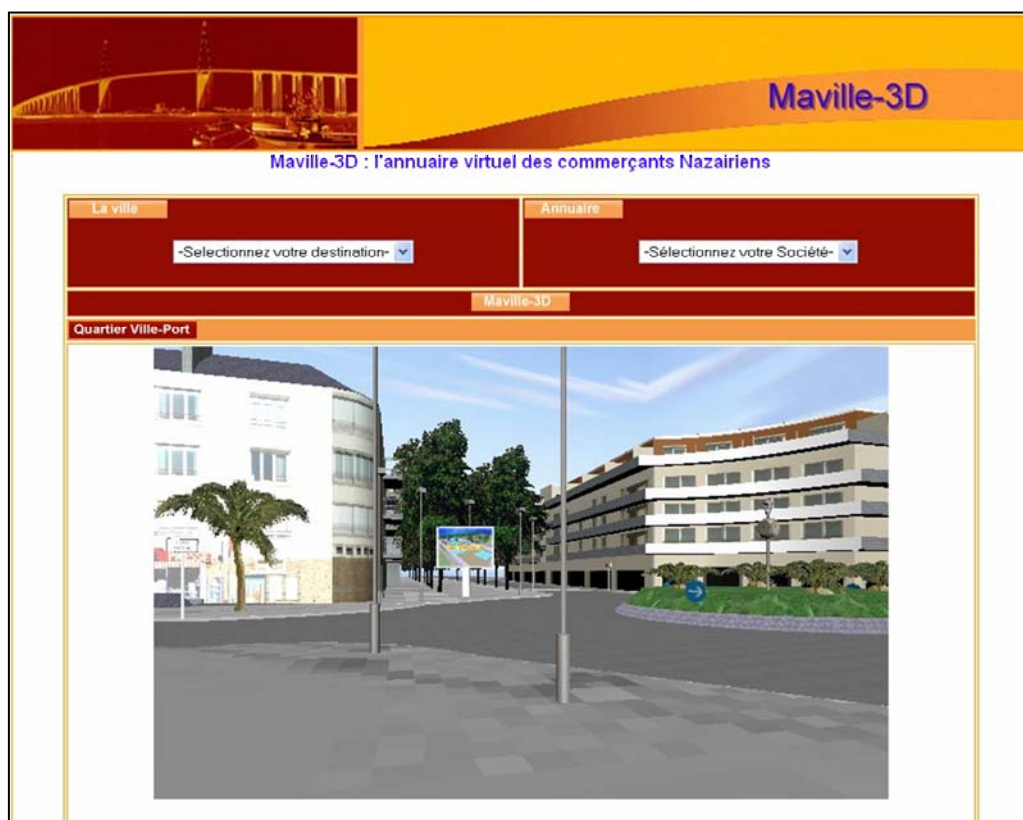 Maville-3D
Maville-3D : l'annuaire virtuel des commerçants Nazairiens
La ville
Annuaire
-Selectionnez votre destination-
-Sélectionnez votre Société-
Maville-3D
Quartier Ville-Port